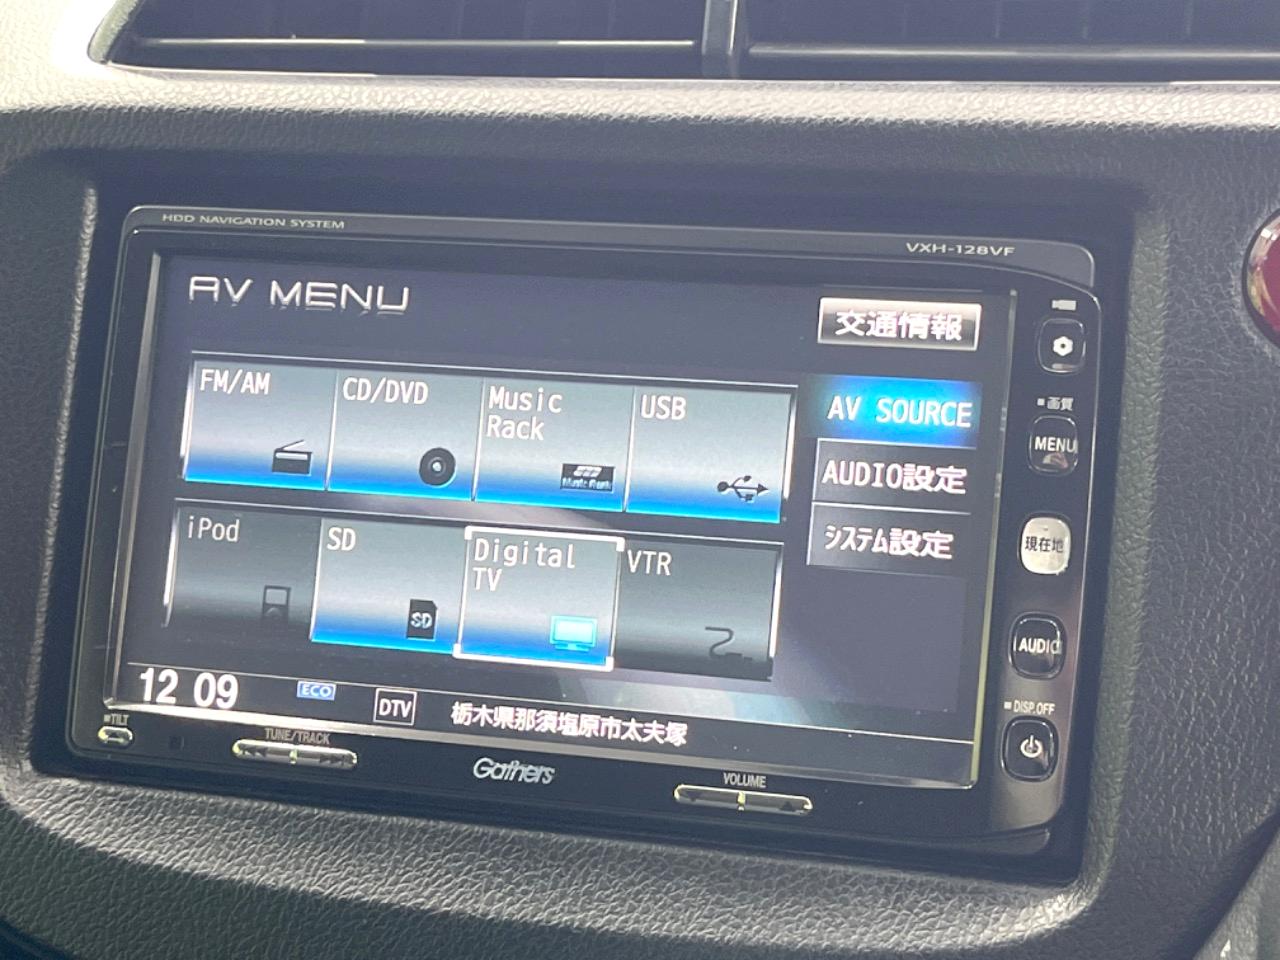 HDD NAVIGATION SYSTEM
VXH-128VF
AV MENU
交通情報
FM/AM
CD/DVD
Music
Rack
Music Rack
USB
AV SOURCE
AUDIO設定
システム設定
iPod
SD
SD
Digital
TV
VTR
12 09
ECO
DTV
栃木県那須塩原市太夫塚
■画質
MENU
現在地
AUDIO
■DISP.OFF
■TILT
TUNE/TRACK
Gathers
VOLUME